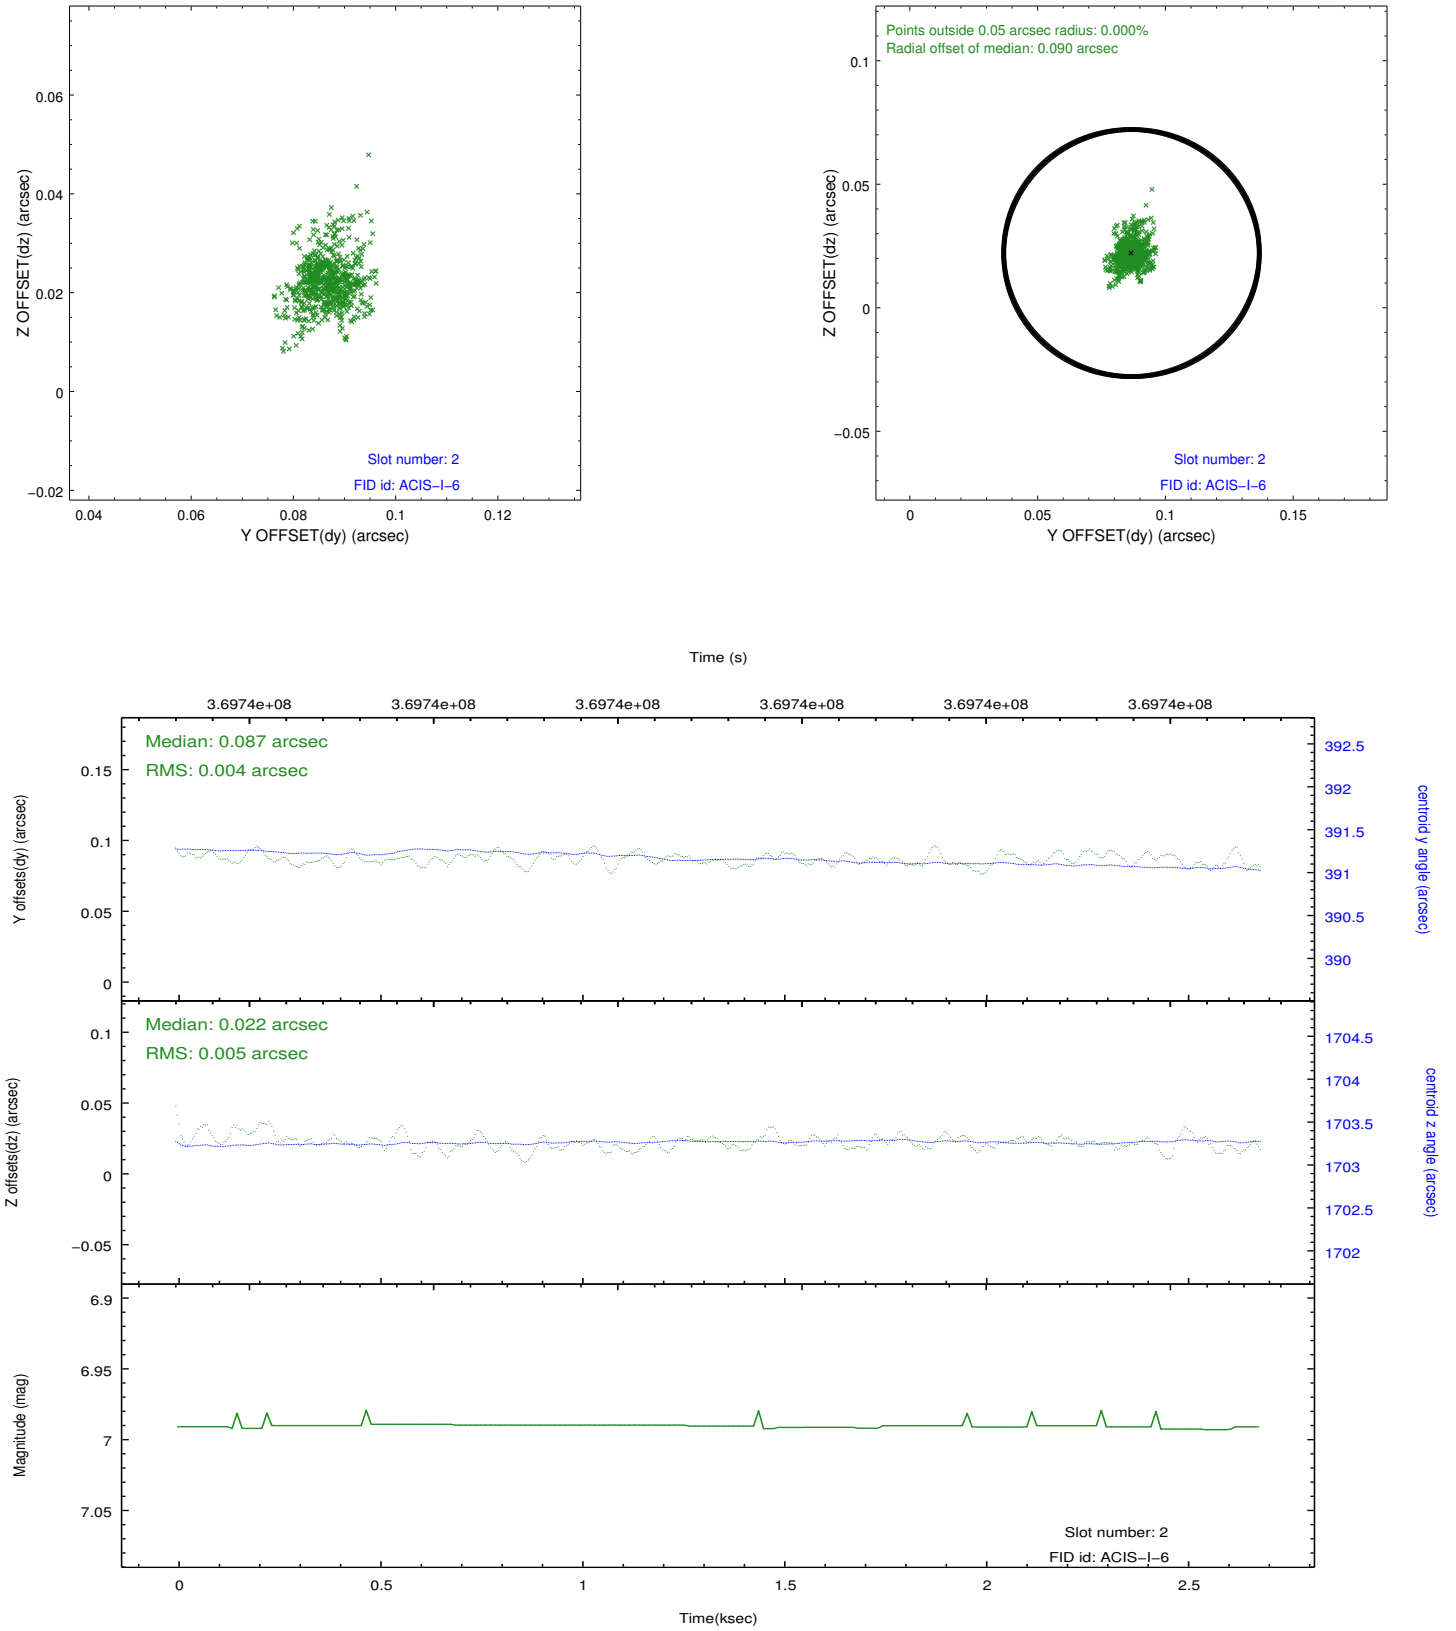 0.06
0.04
0.02
0
−0.02
Z OFFSET(dz) (arcsec)
Slot number: 2
FID id: ACIS−I−6
0.04 0.06 0.08 0.1 0.12
Y OFFSET(dy) (arcsec)
Points outside 0.05 arcsec radius: 0.000%
Radial offset of median: 0.090 arcsec
0.1
0.05
0
−0.05
Z OFFSET(dz) (arcsec)
Slot number: 2
FID id: ACIS−I−6
0 0.05 0.1 0.15
Y OFFSET(dy) (arcsec)
Time (s)
3.6974e+08 3.6974e+08 3.6974e+08 3.6974e+08 3.6974e+08 3.6974e+08
Median: 0.087 arcsec
RMS: 0.004 arcsec
0.15
0.1
0.05
0
Y offsets(dy) (arcsec)
392.5
392
391.5
391
390.5
390
centroid y angle (arcsec)
Median: 0.022 arcsec
RMS: 0.005 arcsec
0.1
0.05
0
−0.05
Z offsets(dz) (arcsec)
1704.5
1704
1703.5
1703
1702.5
1702
centroid z angle (arcsec)
6.9
6.95
7
7.05
Magnitude (mag)
Slot number: 2
FID id: ACIS−I−6
0 0.5 1 1.5 2 2.5
Time(ksec)